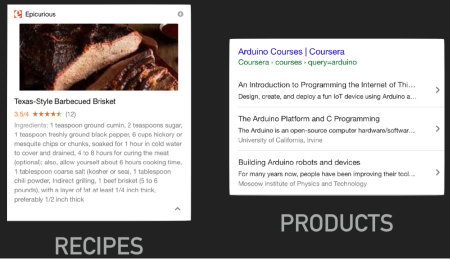 Epicurious
Texas-Style Barbecued Brisket
3.5/4 ★★★★★ (12)
Ingredients: 1 teaspoon ground cumin, 2 teaspoons sugar,
1 teaspoon freshly ground black pepper, 6 cups hickory or
mesquite chips or chunks, soaked for 1 hour in cold water
to cover and drained, 4 to 8 hours for curing the meat
(optional); also, allow yourself about 6 hours cooking time,
1 tablespoon coarse salt (kosher or sea), 1 tablespoon
chili powder, Indirect grilling, 1 beef brisket (5 to 6
pounds), with a layer of fat at least 1/4 inch thick,
preferably 1/2 inch thick
RECIPES
Arduino Courses | Coursera
Coursera › courses › query=arduino
An Introduction to Programming the Internet of Thi...
Design, create, and deploy a fun IoT device using Arduino a...
The Arduino Platform and C Programming
The Arduino is an open-source computer hardware/softwar...
University of California, Irvine
Building Arduino robots and devices
For many years now, people have been improving their tool...
Moscow Institute of Physics and Technology
PRODUCTS